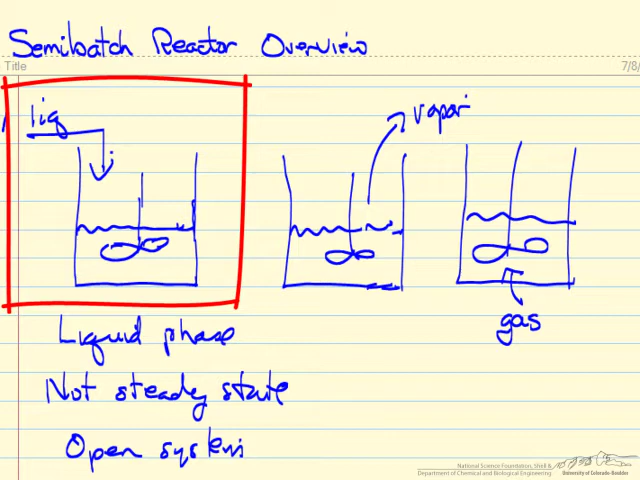 Semibatch Reactor Overview
Title
7/8/
liq
vapor
gas
Liquid phase
Not steady state
Open system
National Science Foundation, Shell &
Department of Chemical and Biological Engineering
University of Colorado-Boulder